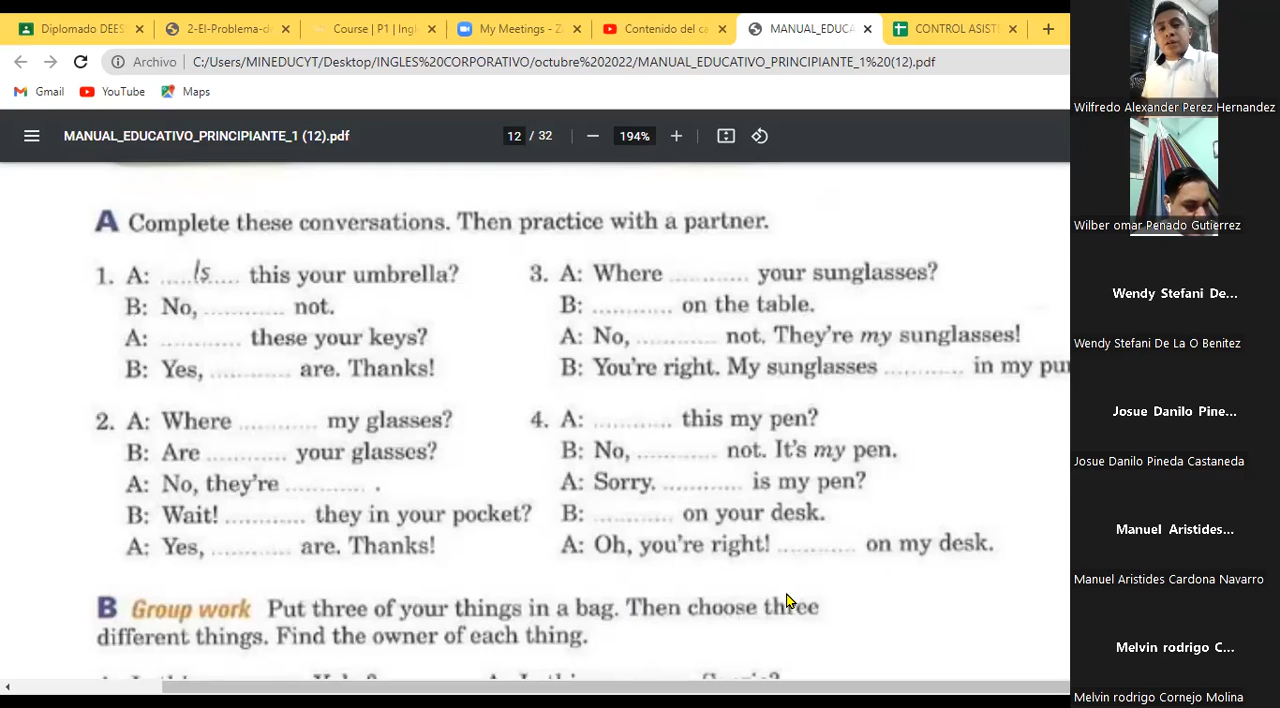 Diplomado DEES
2-El-Problema-d
Course | P1 | Ingl
My Meetings - Z
Contenido del ca
MANUAL_EDUCA
CONTROL ASIST
Archivo
C:/Users/MINEDUCYT/Desktop/INGLES%20CORPORATIVO/octubre%202022/MANUAL_EDUCATIVO_PRINCIPIANTE_1%20(12).pdf
Gmail YouTube Maps
MANUAL_EDUCATIVO_PRINCIPIANTE_1 (12).pdf
12 / 32
194%
A Complete these conversations. Then practice with a partner.
1. A: .....Is..... this your umbrella?
B: No, ............ not.
A: ............ these your keys?
B: Yes, ............ are. Thanks!
2. A: Where ............ my glasses?
B: Are ............ your glasses?
A: No, they're ............ .
B: Wait! ............ they in your pocket?
A: Yes, ............ are. Thanks!
3. A: Where ............ your sunglasses?
B: ............ on the table.
A: No, ............ not. They're my sunglasses!
B: You're right. My sunglasses ............ in my pu
4. A: ............ this my pen?
B: No, ............ not. It's my pen.
A: Sorry. ............ is my pen?
B: ............ on your desk.
A: Oh, you're right! ............ on my desk.
B Group work Put three of your things in a bag. Then choose three
different things. Find the owner of each thing.
Wilfredo Alexander Perez Hernandez
Wilber omar Penado Gutierrez
Wendy Stefani De...
Wendy Stefani De La O Benitez
Josue Danilo Pine...
Josue Danilo Pineda Castaneda
Manuel Aristides...
Manuel Aristides Cardona Navarro
Melvin rodrigo C...
Melvin rodrigo Cornejo Molina